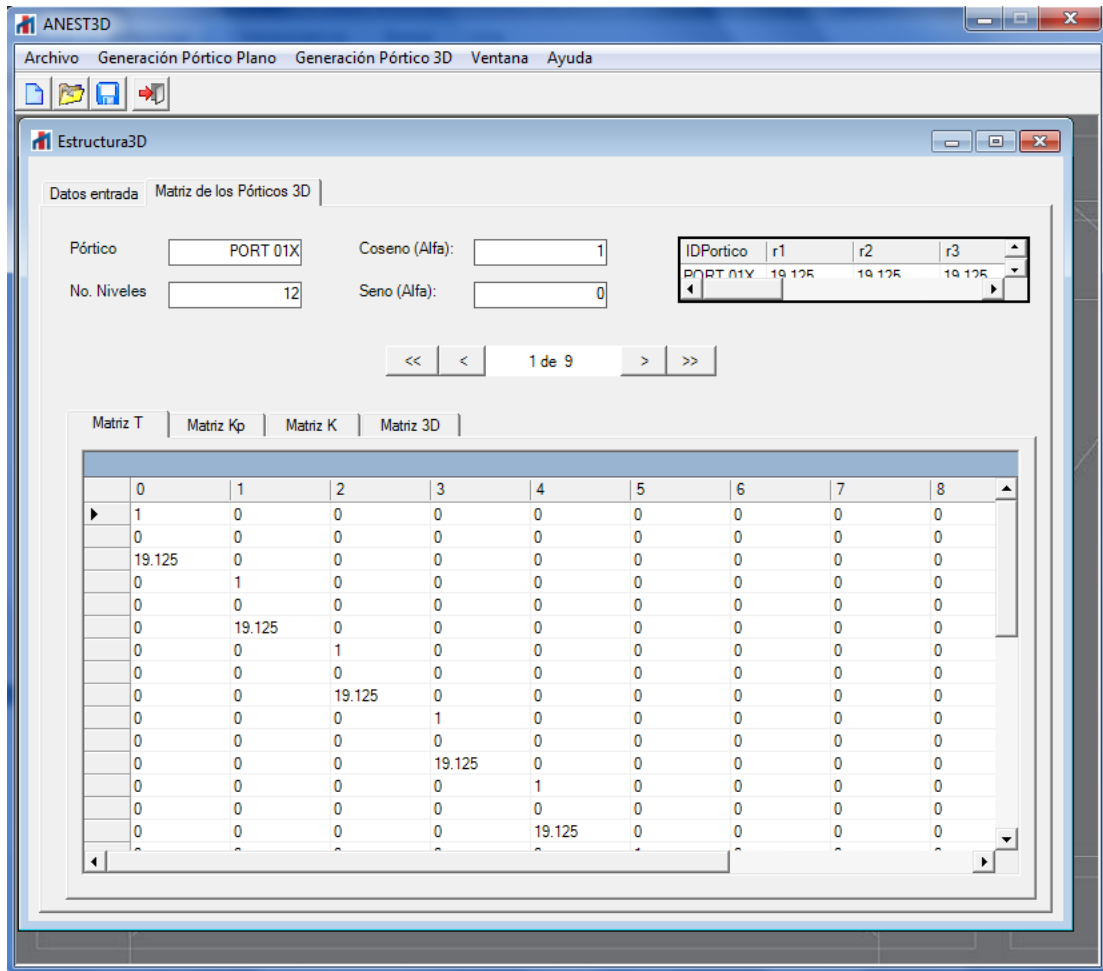 ANEST3D
Archivo Generación Pórtico Plano Generación Pórtico 3D Ventana Ayuda
Estructura3D
Datos entrada Matriz de los Pórticos 3D
Pórtico PORT 01X Coseno (Alfa): 1
IDPortico r1 r2 r3
PORT 01X 19.125 19.125 19.125
No. Niveles 12 Seno (Alfa): 0
<< < 1 de 9 > >>
Matriz T Matriz Kp Matriz K Matriz 3D
0 1 2 3 4 5 6 7 8
1 0 0 0 0 0 0 0 0
0 0 0 0 0 0 0 0 0
19.125 0 0 0 0 0 0 0 0
0 1 0 0 0 0 0 0 0
0 0 0 0 0 0 0 0 0
0 19.125 0 0 0 0 0 0 0
0 0 1 0 0 0 0 0 0
0 0 0 0 0 0 0 0 0
0 0 19.125 0 0 0 0 0 0
0 0 0 1 0 0 0 0 0
0 0 0 0 0 0 0 0 0
0 0 0 19.125 0 0 0 0 0
0 0 0 0 1 0 0 0 0
0 0 0 0 0 0 0 0 0
0 0 0 0 19.125 0 0 0 0